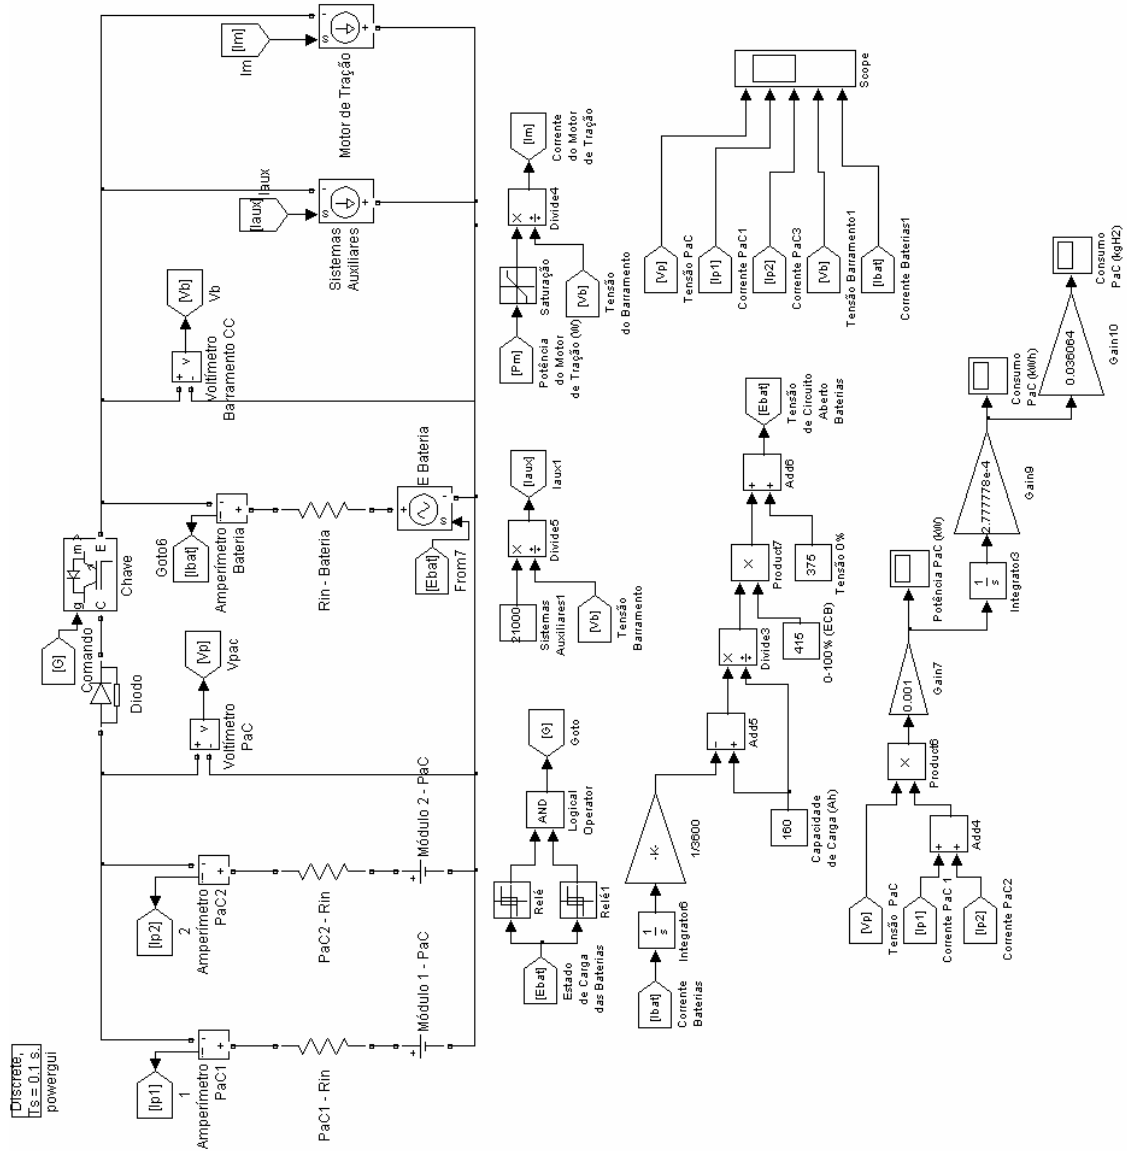 Discrete,
Ts = 0.1 s.
powergui
[Ip1]
1
Amperímetro
PaC1
PaC1 - Rin
Módulo 1 - PaC
[Ip2]
2
Amperímetro
PaC2
PaC2 - Rin
Módulo 2 - PaC
Voltímetro
PaC
[Vp]
Vpac
Diodo
[G]
Comando
g
m
C
E
Chave
Goto6
[Ibat]
Amperímetro
Bateria
Rin - Bateria
E Bateria
[Ebat]
From7
Voltímetro
Barramento CC
[Vb]
Vb
[Iaux]
Iaux
Sistemas
Auxiliares
[Im]
Im
Motor de Tração
[Ebat]
Estado
de Carga
das Baterias
Relé
Relé1
AND
Logical
Operator
[G]
Goto
21000
Sistemas
Auxiliares1
[Vb]
Tensão
Barramento
Divide5
[Iaux]
Iaux1
[Pm]
Potência
do Motor
de Tração (W)
Saturação
[Vb]
Tensão
do Barramento
Divide4
[Im]
Corrente
do Motor
de Tração
[Ibat]
Corrente
Baterias
1
s
Integrator6
-K-
1/3600
160
Capacidade
de Carga (Ah)
Add5
Divide3
415
0-100% (ECB)
Product7
375
Tensão 0%
Add6
[Ebat]
Tensão
de Circuito
Aberto
Baterias
[Vp]
Tensão PaC
[Ip1]
Corrente PaC1
[Ip2]
Corrente PaC3
[Vb]
Tensão Barramento1
[Ibat]
Corrente Baterias1
Scope
[Vp]
Tensão PaC
[Ip1]
Corrente PaC 1
[Ip2]
Corrente PaC2
Add4
Product6
0.001
Gain7
Potência PaC (kW)
1
s
Integrator3
2.777778e-4
Gain9
Consumo
PaC (kWh)
0.036064
Gain10
Consumo
PaC (kgH2)